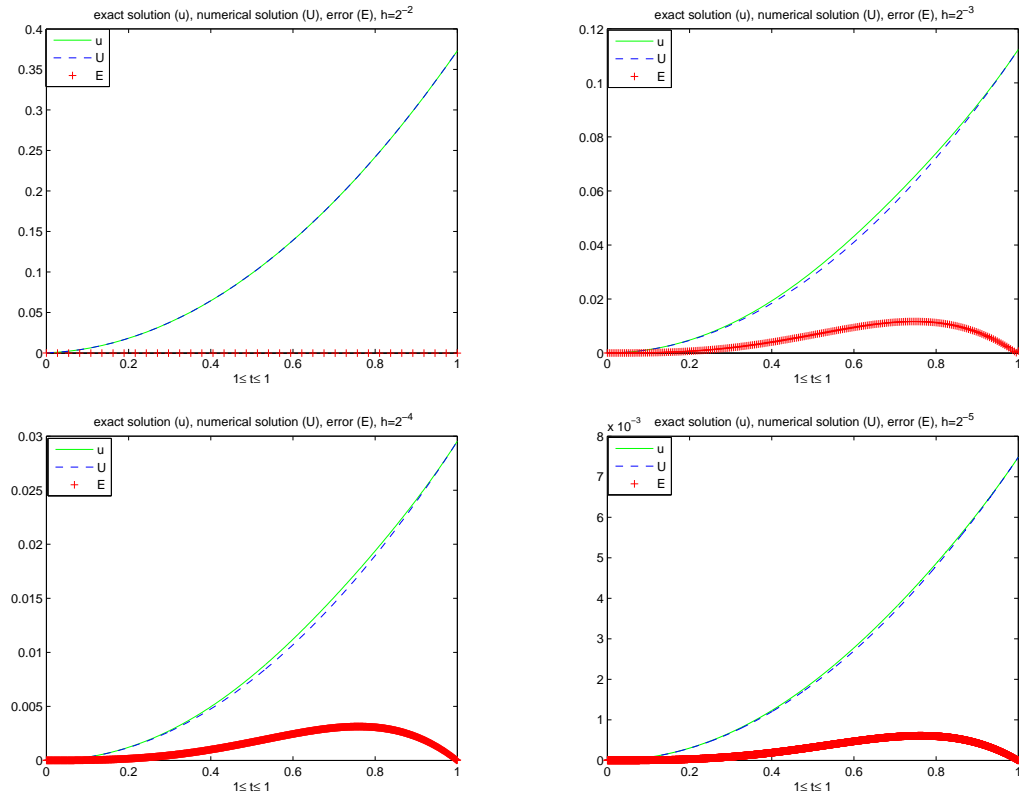 exact solution (u), numerical solution (U), error (E), h=2⁻²
0.4
0.35
0.3
0.25
0.2
0.15
0.1
0.05
0
u
U
E
0 0.2 0.4 0.6 0.8 1
1≤ t≤ 1
exact solution (u), numerical solution (U), error (E), h=2⁻³
0.12
0.1
0.08
0.06
0.04
0.02
0
u
U
E
0 0.2 0.4 0.6 0.8 1
1≤ t≤ 1
exact solution (u), numerical solution (U), error (E), h=2⁻⁴
0.03
0.025
0.02
0.015
0.01
0.005
0
u
U
E
0 0.2 0.4 0.6 0.8 1
1≤ t≤ 1
exact solution (u), numerical solution (U), error (E), h=2⁻⁵
x 10⁻³
8
7
6
5
4
3
2
1
0
u
U
E
0 0.2 0.4 0.6 0.8 1
1≤ t≤ 1